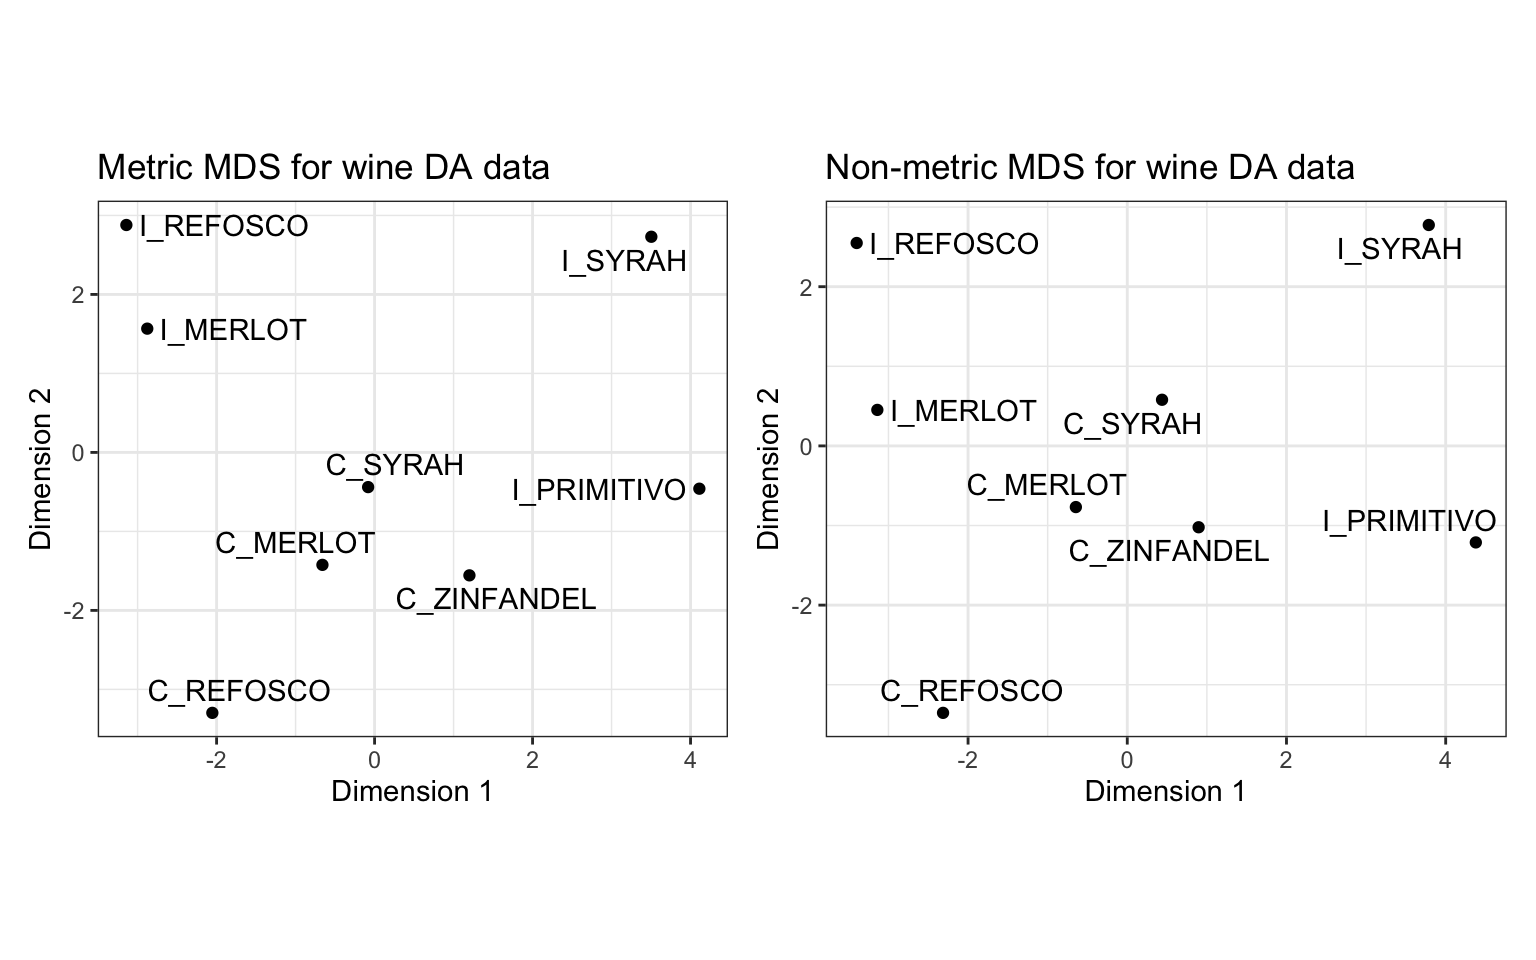 Metric MDS for wine DA data
I_REFOSCO
I_SYRAH
2
I_MERLOT
Dimension 2
0
C_SYRAH
I_PRIMITIVO
C_MERLOT
C_ZINFANDEL
-2
C_REFOSCO
-2 0 2 4
Dimension 1
Non-metric MDS for wine DA data
I_REFOSCO
I_SYRAH
2
I_MERLOT
C_SYRAH
Dimension 2
0
C_MERLOT
I_PRIMITIVO
C_ZINFANDEL
-2
C_REFOSCO
-2 0 2 4
Dimension 1